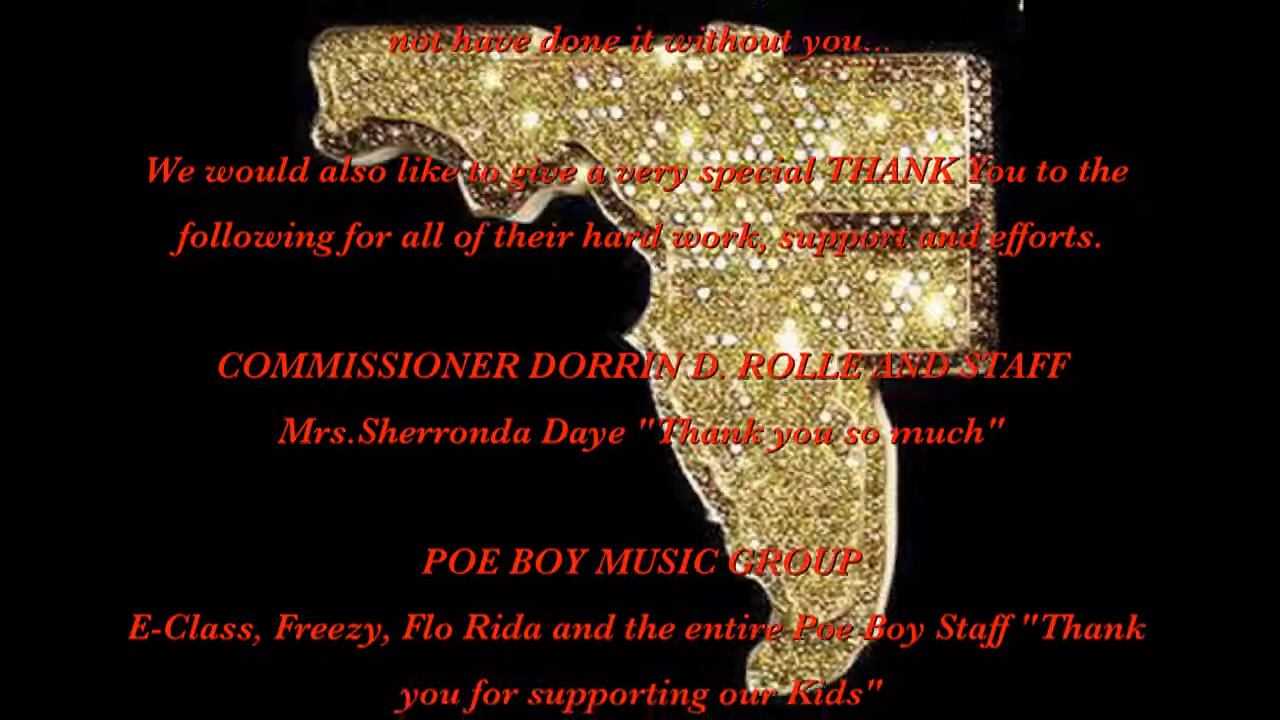 not have done it without you...
We would also like to give a very special THANK You to the
following for all of their hard work, support and efforts.
COMMISSIONER DORRIN D. ROLLE AND STAFF
Mrs.Sherronda Daye "Thank you so much"
POE BOY MUSIC GROUP
E-Class, Freezy, Flo Rida and the entire Poe Boy Staff "Thank
you for supporting our Kids"